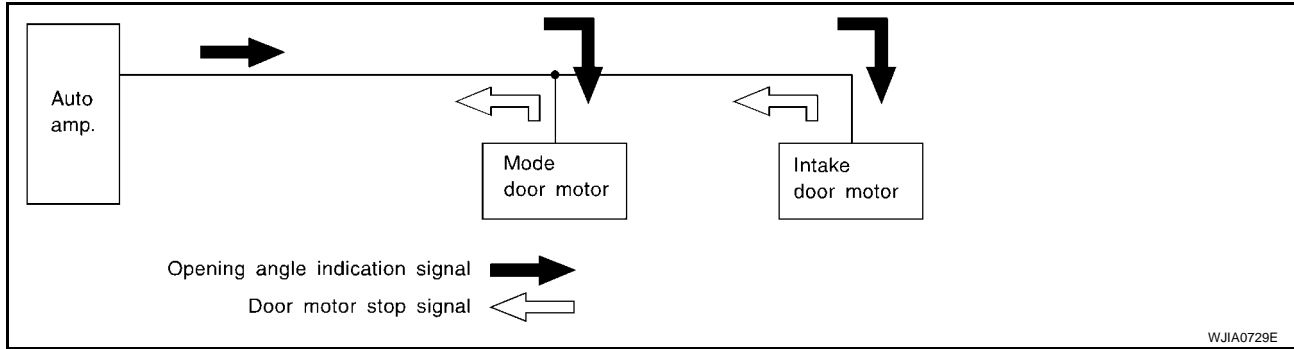 Auto
amp.
Mode
door motor
Intake
door motor
Opening angle indication signal
Door motor stop signal
WJIA0729E